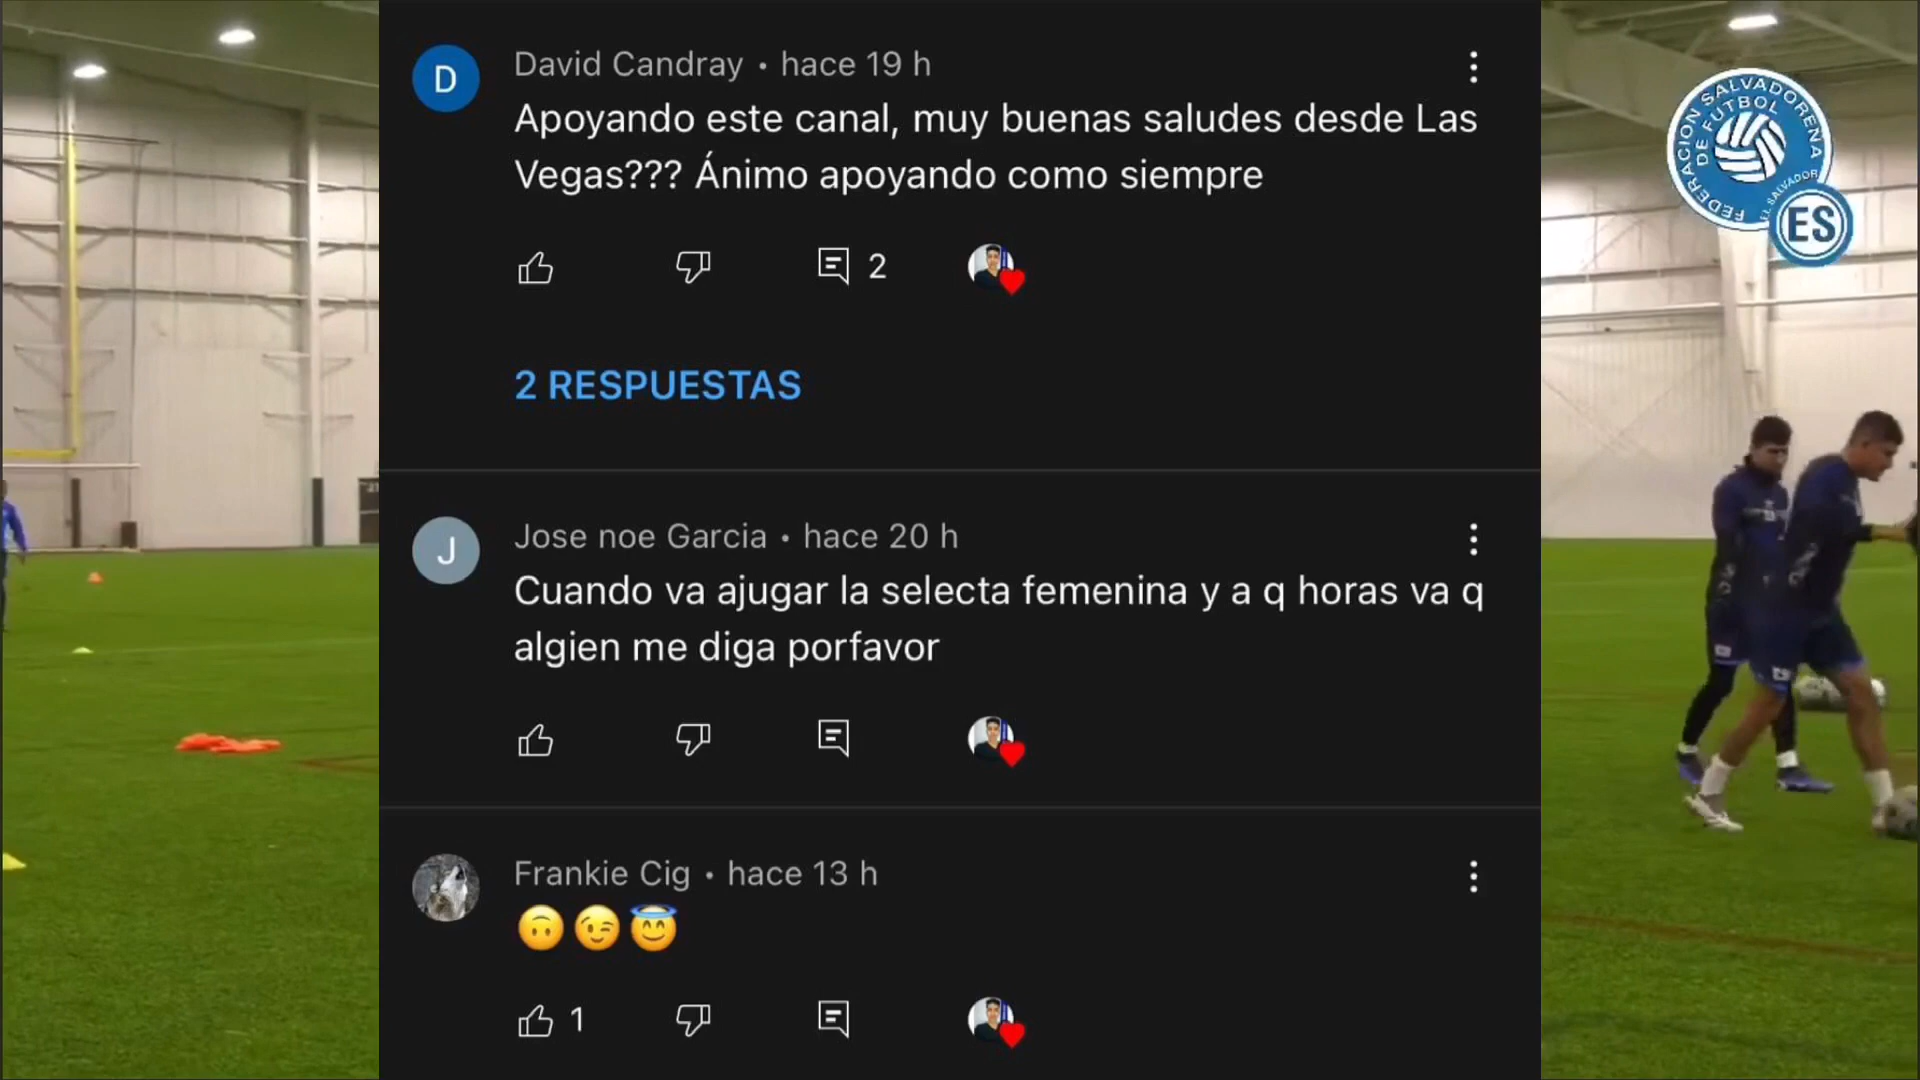 David Candray • hace 19 h
Apoyando este canal, muy buenas saludes desde Las
Vegas??? Ánimo apoyando como siempre
2
2 RESPUESTAS
Jose noe Garcia • hace 20 h
Cuando va ajugar la selecta femenina y a q horas va q
algien me diga porfavor
Frankie Cig • hace 13 h
🙃😉😇
1
D
J
FEDERACION SALVADOREÑA
DE FUTBOL
EL SALVADOR
ES